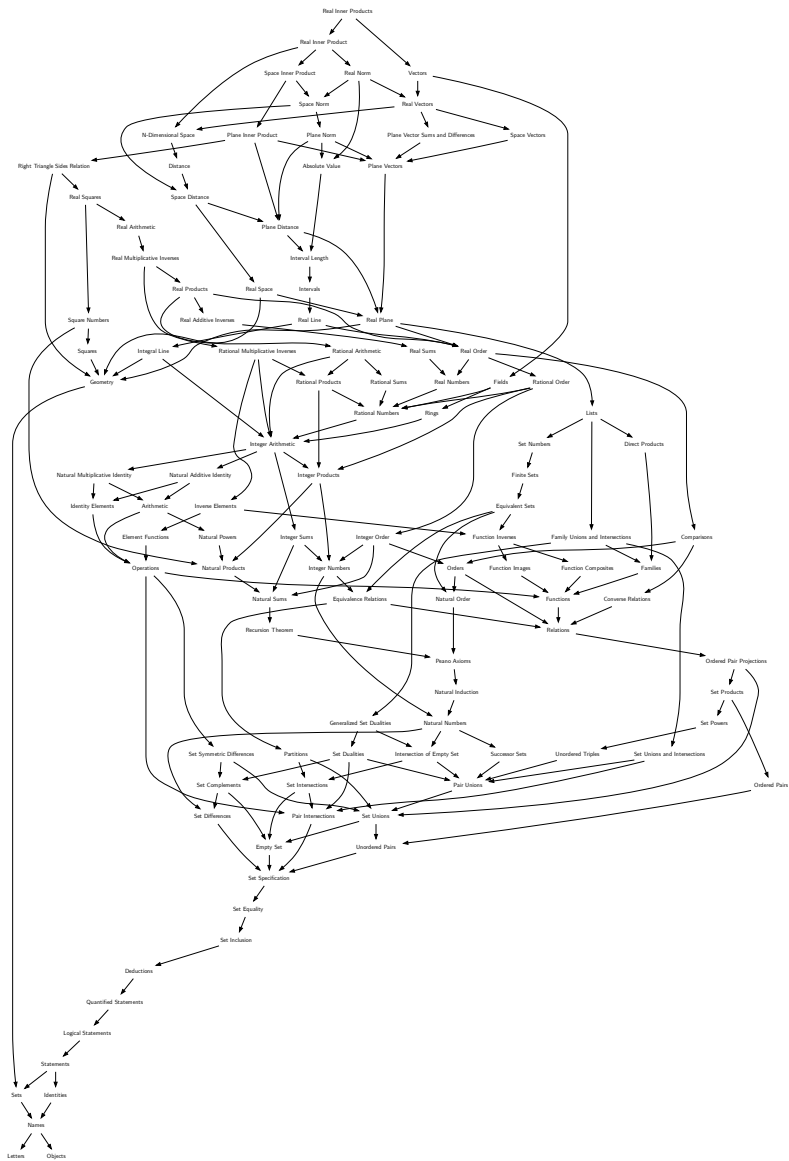 Real Inner Products
Real Inner Product
Space Inner Product Real Norm Vectors
Space Norm Real Vectors
N-Dimensional Space Plane Inner Product Plane Norm Plane Vector Sums and Differences Space Vectors
Right Triangle Sides Relation Distance Absolute Value Plane Vectors
Real Squares Space Distance
Real Arithmetic Plane Distance
Real Multiplicative Inverses Interval Length
Real Products Real Space Intervals
Square Numbers Real Additive Inverses Real Line Real Plane
Squares Integral Line Rational Multiplicative Inverses Rational Arithmetic Real Sums Real Order
Geometry Rational Products Rational Sums Real Numbers Fields Rational Order
Rational Numbers Rings Lists
Integer Arithmetic Set Numbers Direct Products
Natural Multiplicative Identity Natural Additive Identity Integer Products Finite Sets
Identity Elements Arithmetic Inverse Elements Equivalent Sets
Element Functions Natural Powers Integer Sums Integer Order Function Inverses Family Unions and Intersections Comparisons
Operations Natural Products Integer Numbers Orders Function Images Function Composites Families
Natural Sums Equivalence Relations Natural Order Functions Converse Relations
Recursion Theorem Relations
Peano Axioms Ordered Pair Projections
Natural Induction Set Products
Generalized Set Dualities Natural Numbers Set Powers
Set Symmetric Differences Partitions Set Dualities Intersection of Empty Set Successor Sets Unordered Triples Set Unions and Intersections
Set Complements Set Intersections Pair Unions Ordered Pairs
Set Differences Pair Intersections Set Unions
Empty Set Unordered Pairs
Set Specification
Set Equality
Set Inclusion
Deductions
Quantified Statements
Logical Statements
Statements
Sets Identities
Names
Letters Objects